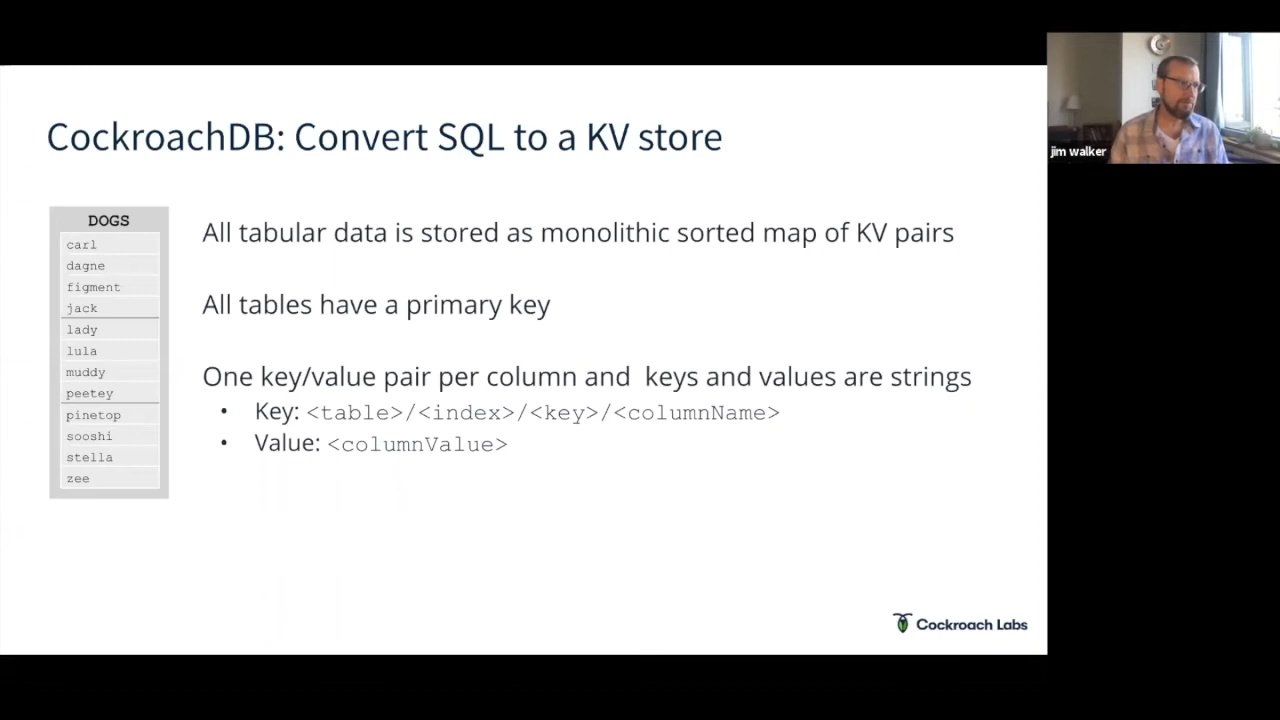 CockroachDB: Convert SQL to a KV store
jim walker
DOGS
carl
dagne
figment
jack
lady
lula
muddy
peetey
pinetop
sooshi
stella
zee
All tabular data is stored as monolithic sorted map of KV pairs
All tables have a primary key
One key/value pair per column and  keys and values are strings
• Key: <table>/<index>/<key>/<columnName>
• Value: <columnValue>
Cockroach Labs